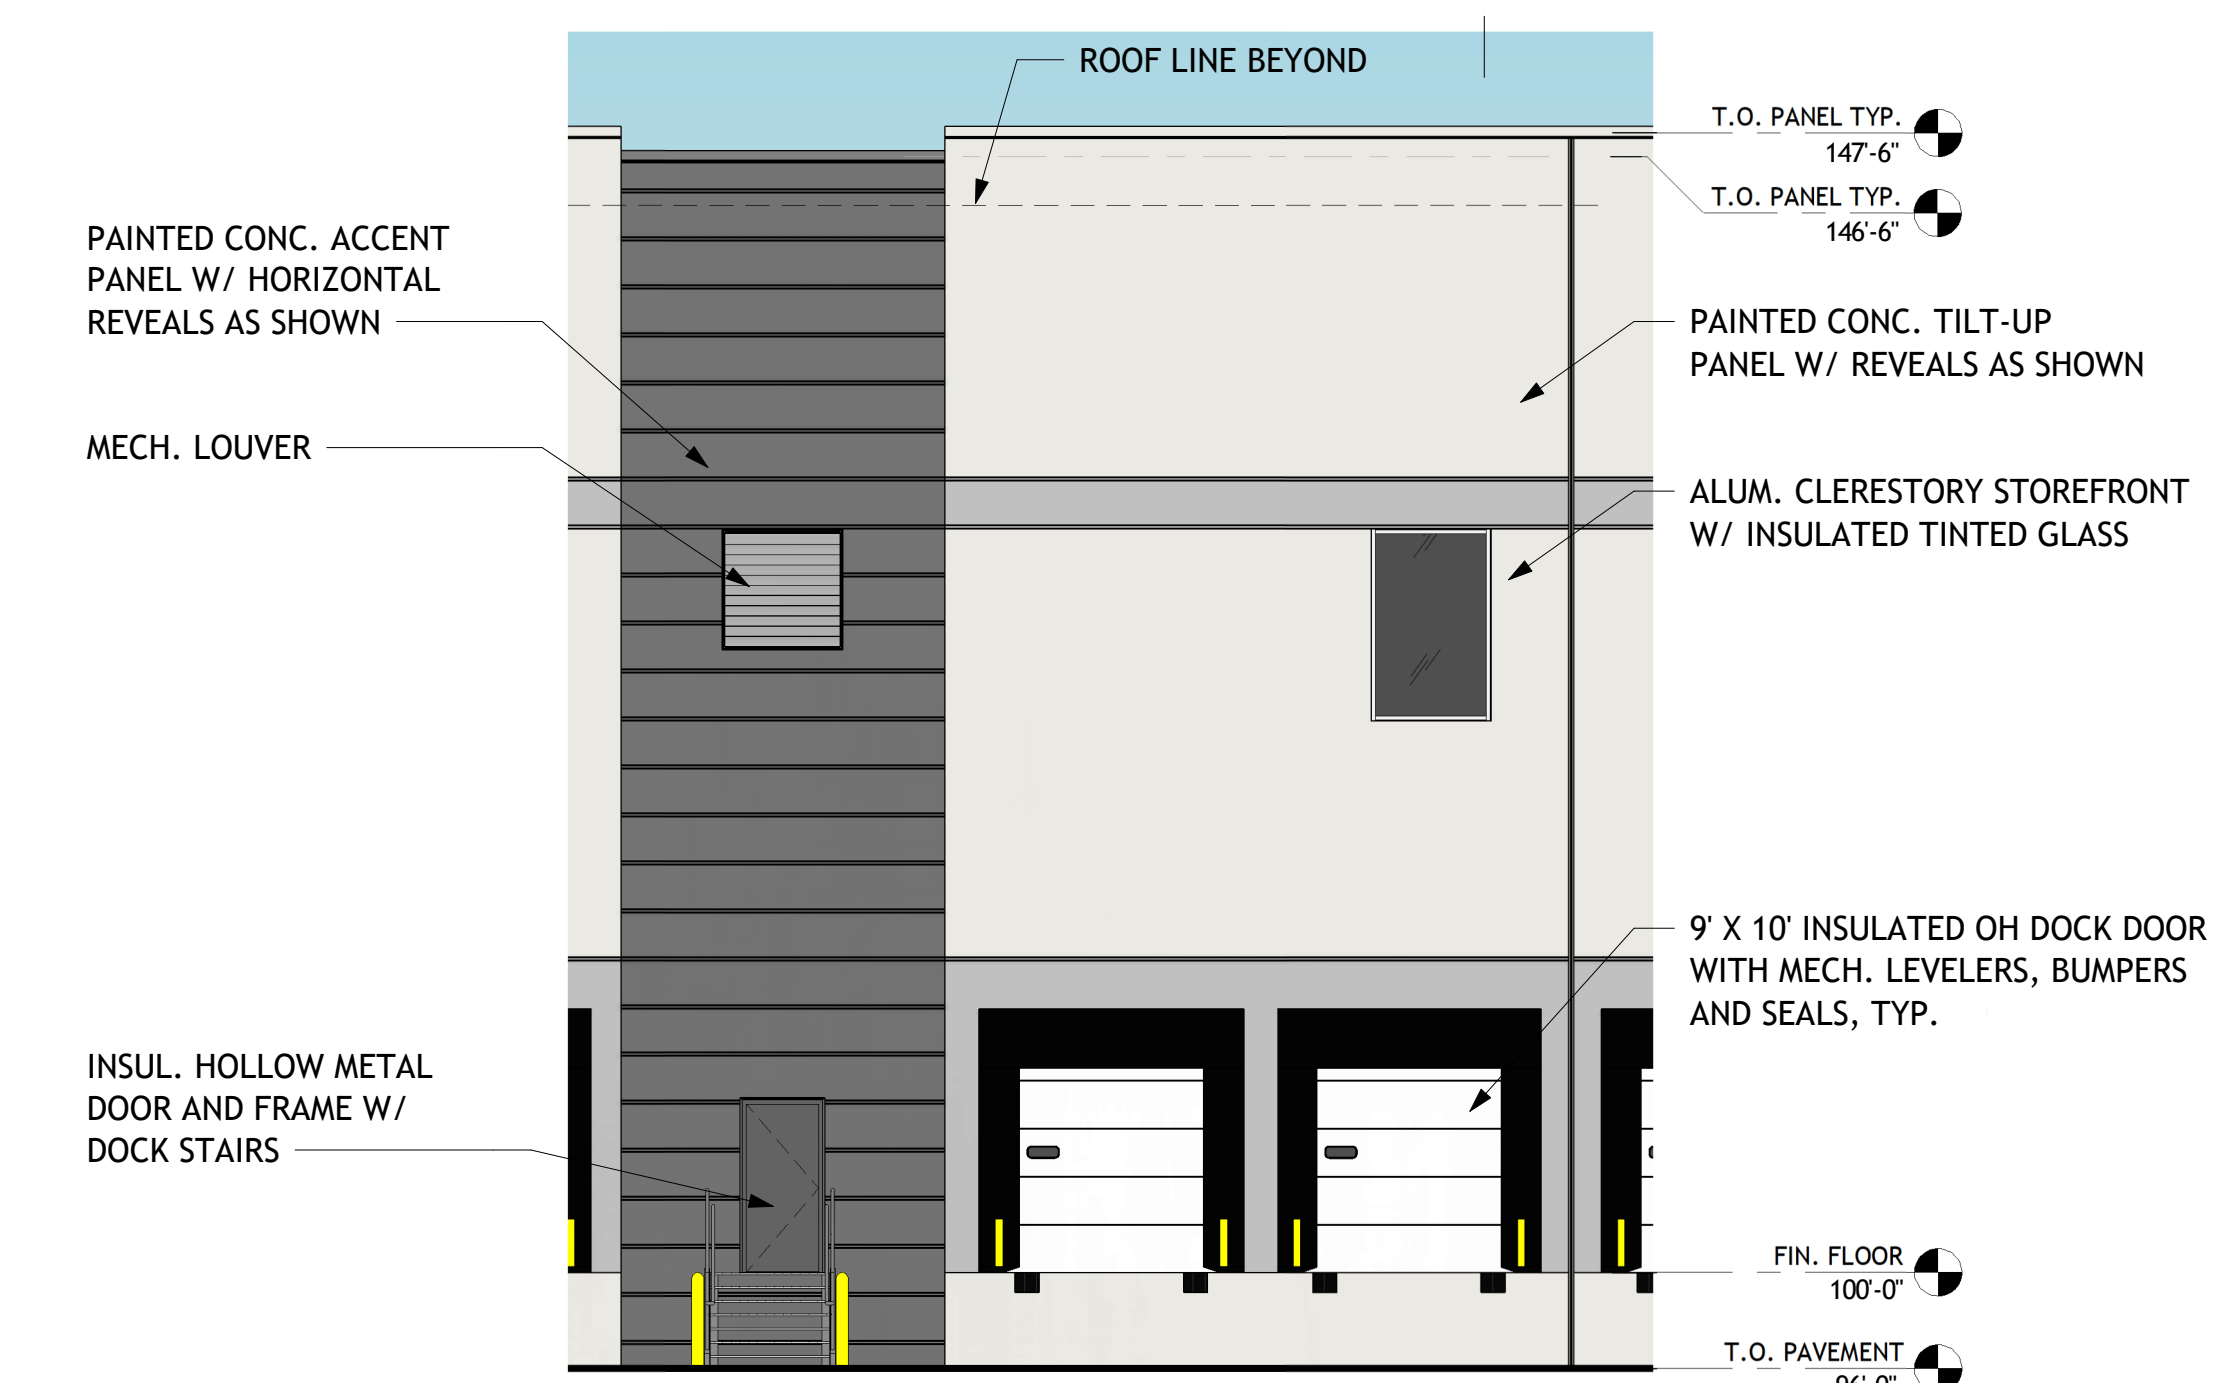 ROOF LINE BEYOND
T.O. PANEL TYP.
147'-6"
T.O. PANEL TYP.
146'-6"
PAINTED CONC. ACCENT
PANEL W/ HORIZONTAL
REVEALS AS SHOWN
PAINTED CONC. TILT-UP
PANEL W/ REVEALS AS SHOWN
MECH. LOUVER
ALUM. CLERESTORY STOREFRONT
W/ INSULATED TINTED GLASS
9' X 10' INSULATED OH DOCK DOOR
WITH MECH. LEVELERS, BUMPERS
AND SEALS, TYP.
INSUL. HOLLOW METAL
DOOR AND FRAME W/
DOCK STAIRS
FIN. FLOOR
100'-0"
T.O. PAVEMENT
96'-0"